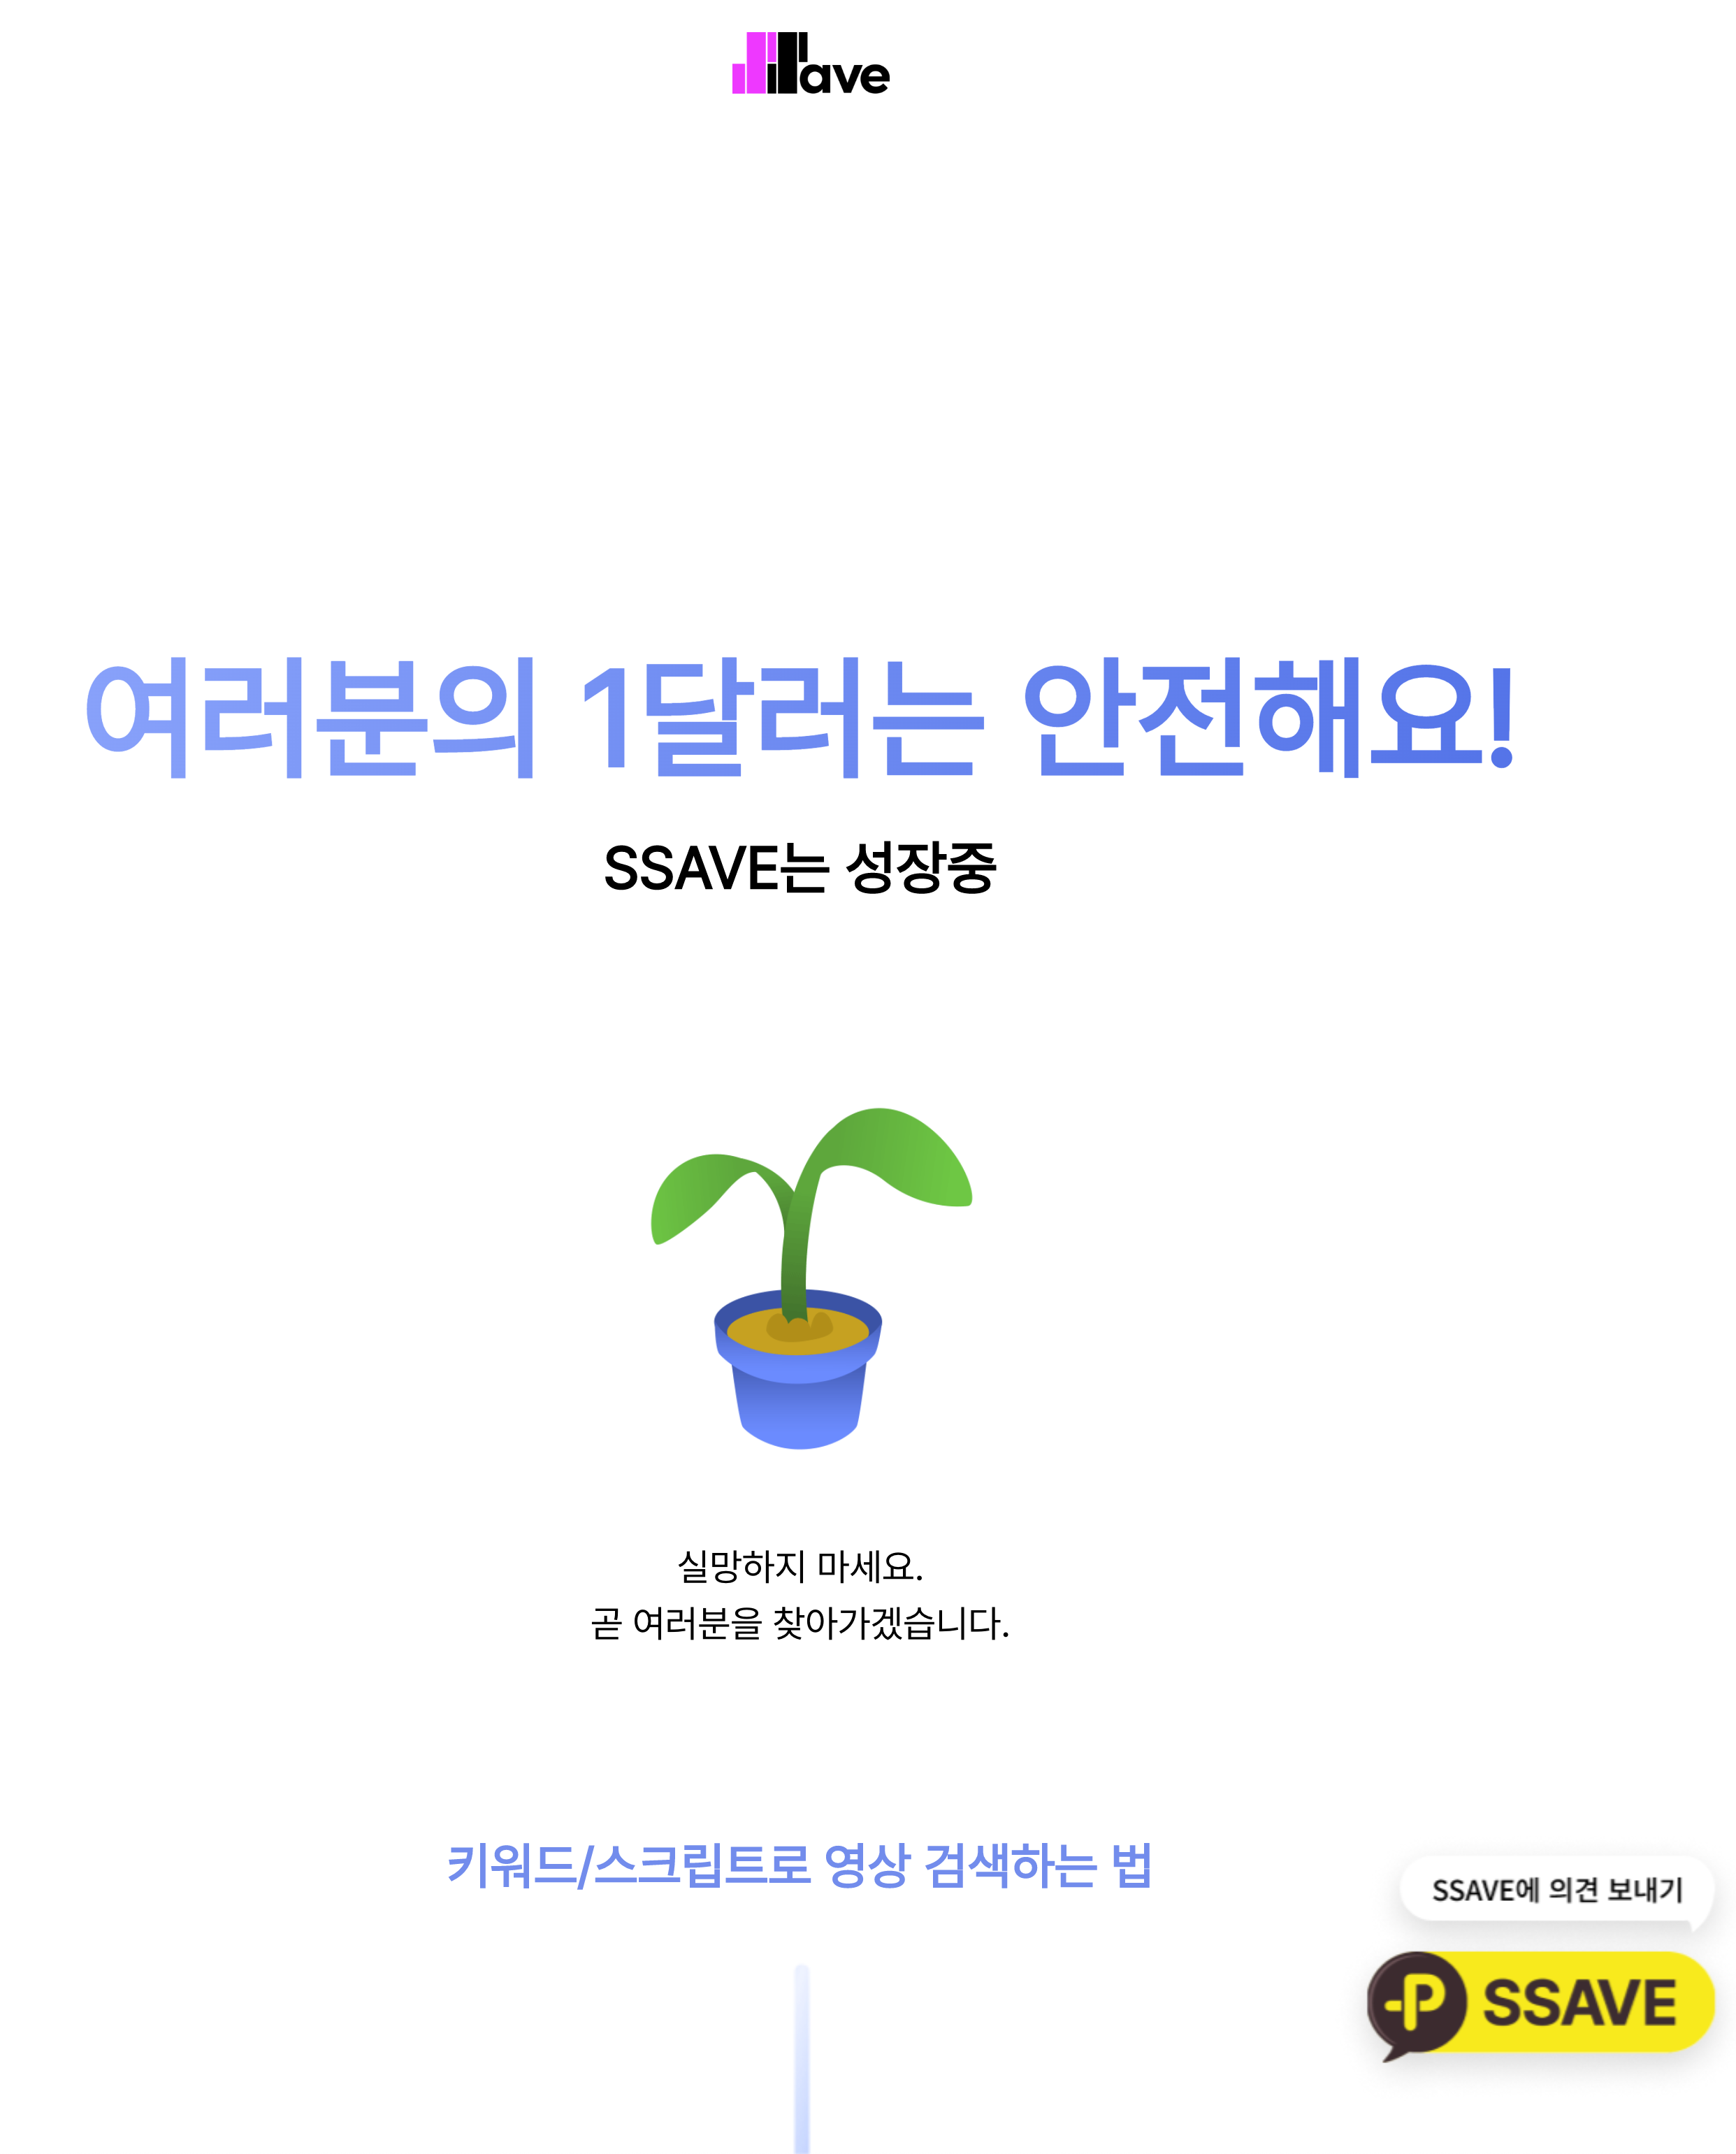 ave
여러분의 1달러는 안전해요!
SSAVE는 성장중
실망하지 마세요.
곧 여러분을 찾아가겠습니다.
키워드/스크립트로 영상 검색하는 법
SSAVE에 의견 보내기
SSAVE